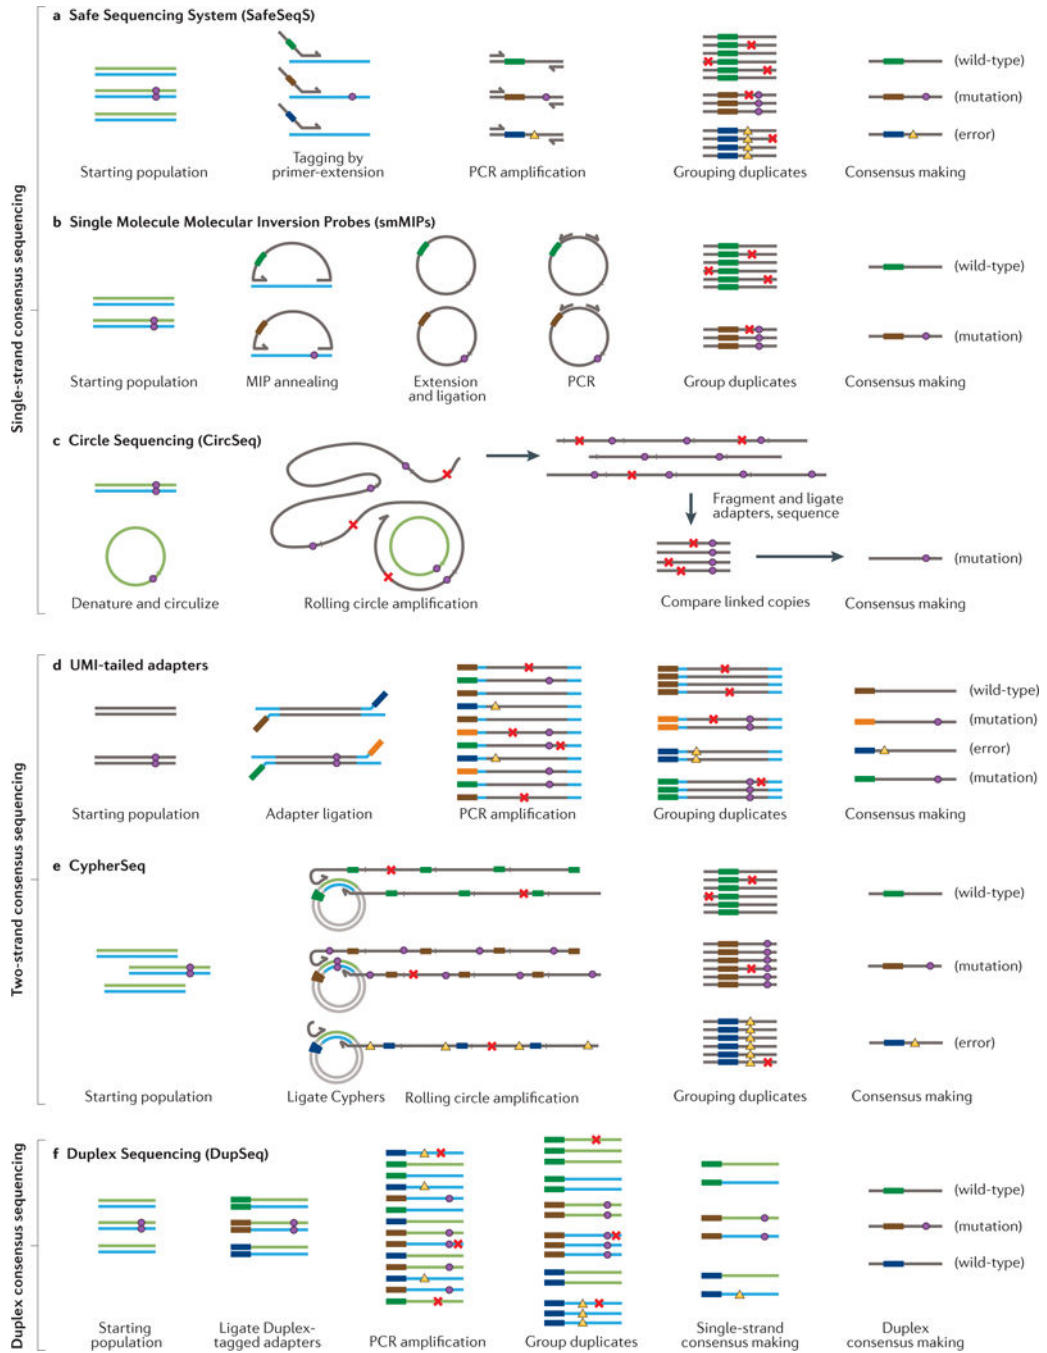 Single-strand consensus sequencing
a Safe Sequencing System (SafeSeqS)
(wild-type)
(mutation)
(error)
Starting population
Tagging by
primer-extension
PCR amplification
Grouping duplicates
Consensus making
b Single Molecule Molecular Inversion Probes (smMIPs)
(wild-type)
(mutation)
Starting population
MIP annealing
Extension
and ligation
PCR
Group duplicates
Consensus making
c Circle Sequencing (CircSeq)
Fragment and ligate
adapters, sequence
(mutation)
Denature and circulize
Rolling circle amplification
Compare linked copies
Consensus making
Two-strand consensus sequencing
d UMI-tailed adapters
(wild-type)
(mutation)
(error)
(mutation)
Starting population
Adapter ligation
PCR amplification
Grouping duplicates
Consensus making
e CypherSeq
(wild-type)
(mutation)
(error)
Starting population
Ligate Cyphers
Rolling circle amplification
Grouping duplicates
Consensus making
Duplex consensus sequencing
f Duplex Sequencing (DupSeq)
(wild-type)
(mutation)
(wild-type)
Starting
population
Ligate Duplex-
tagged adapters
PCR amplification
Group duplicates
Single-strand
consensus making
Duplex
consensus making